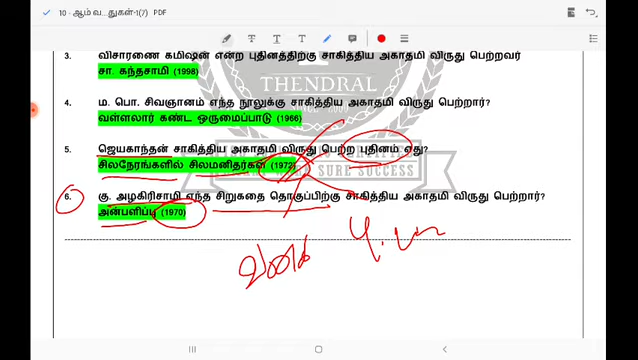 10 - ஆம் வ...துகள்-1(7) PDF
3. விசாரணை கமிஷன் என்ற புதினத்திற்கு சாகித்திய அகாதமி விருது பெற்றவர்
சா. கந்தசாமி (1998)
THENDRAL
4. ம. பொ. சிவஞானம் எந்த நூலுக்கு சாகித்திய அகாதமி விருது பெற்றார்?
வள்ளலார் கண்ட ஒருமைப்பாடு (1966)
5. ஜெயகாந்தன் சாகித்திய அகாதமி விருது பெற்ற புதினம் ஏது?
சிலநேரங்களில் சிலமனிதர்கள் (1972)
SURE SUCCESS
6. கு. அழகிரிசாமி எந்த சிறுகதை தொகுப்பிற்கு சாகித்திய அகாதமி விருது பெற்றார்?
அன்பளிப்பு (1970)